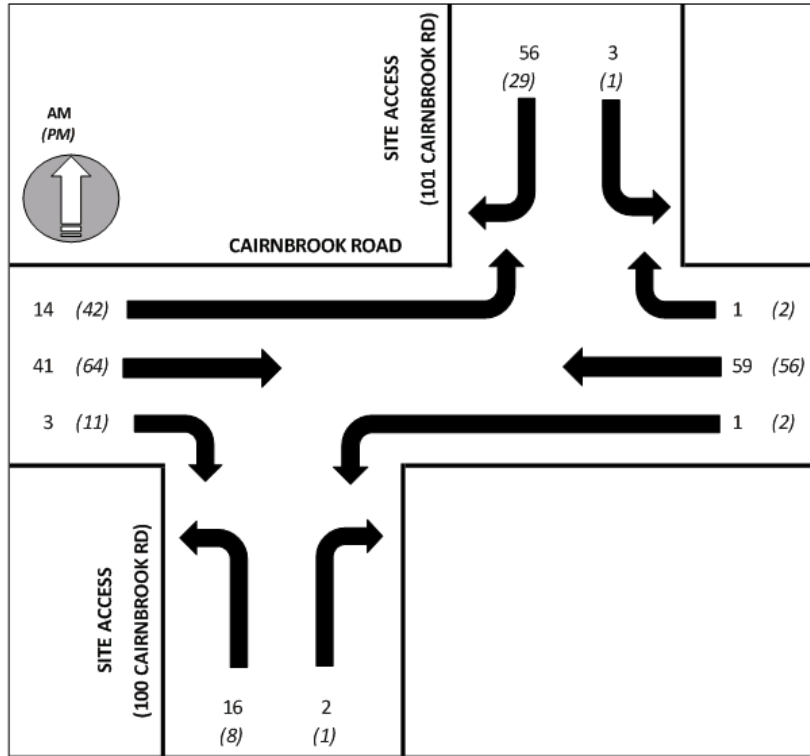 56 3
(29) (1)
AM
(PM)
SITE ACCESS
(101 CAIRNBROOK RD)
CAIRNBROOK ROAD
14 (42)
1 (2)
41 (64)
59 (56)
3 (11)
1 (2)
SITE ACCESS
(100 CAIRNBROOK RD)
16 2
(8) (1)